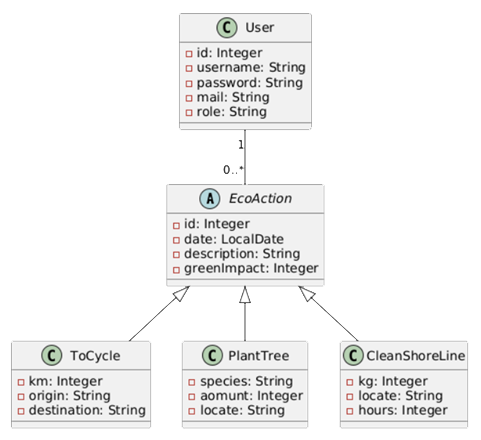 C User
id: Integer
username: String
password: String
mail: String
role: String
1
0..*
A EcoAction
id: Integer
date: LocalDate
description: String
greenImpact: Integer
C ToCycle
km: Integer
origin: String
destination: String
C PlantTree
species: String
aomunt: Integer
locate: String
C CleanShoreLine
kg: Integer
locate: String
hours: Integer